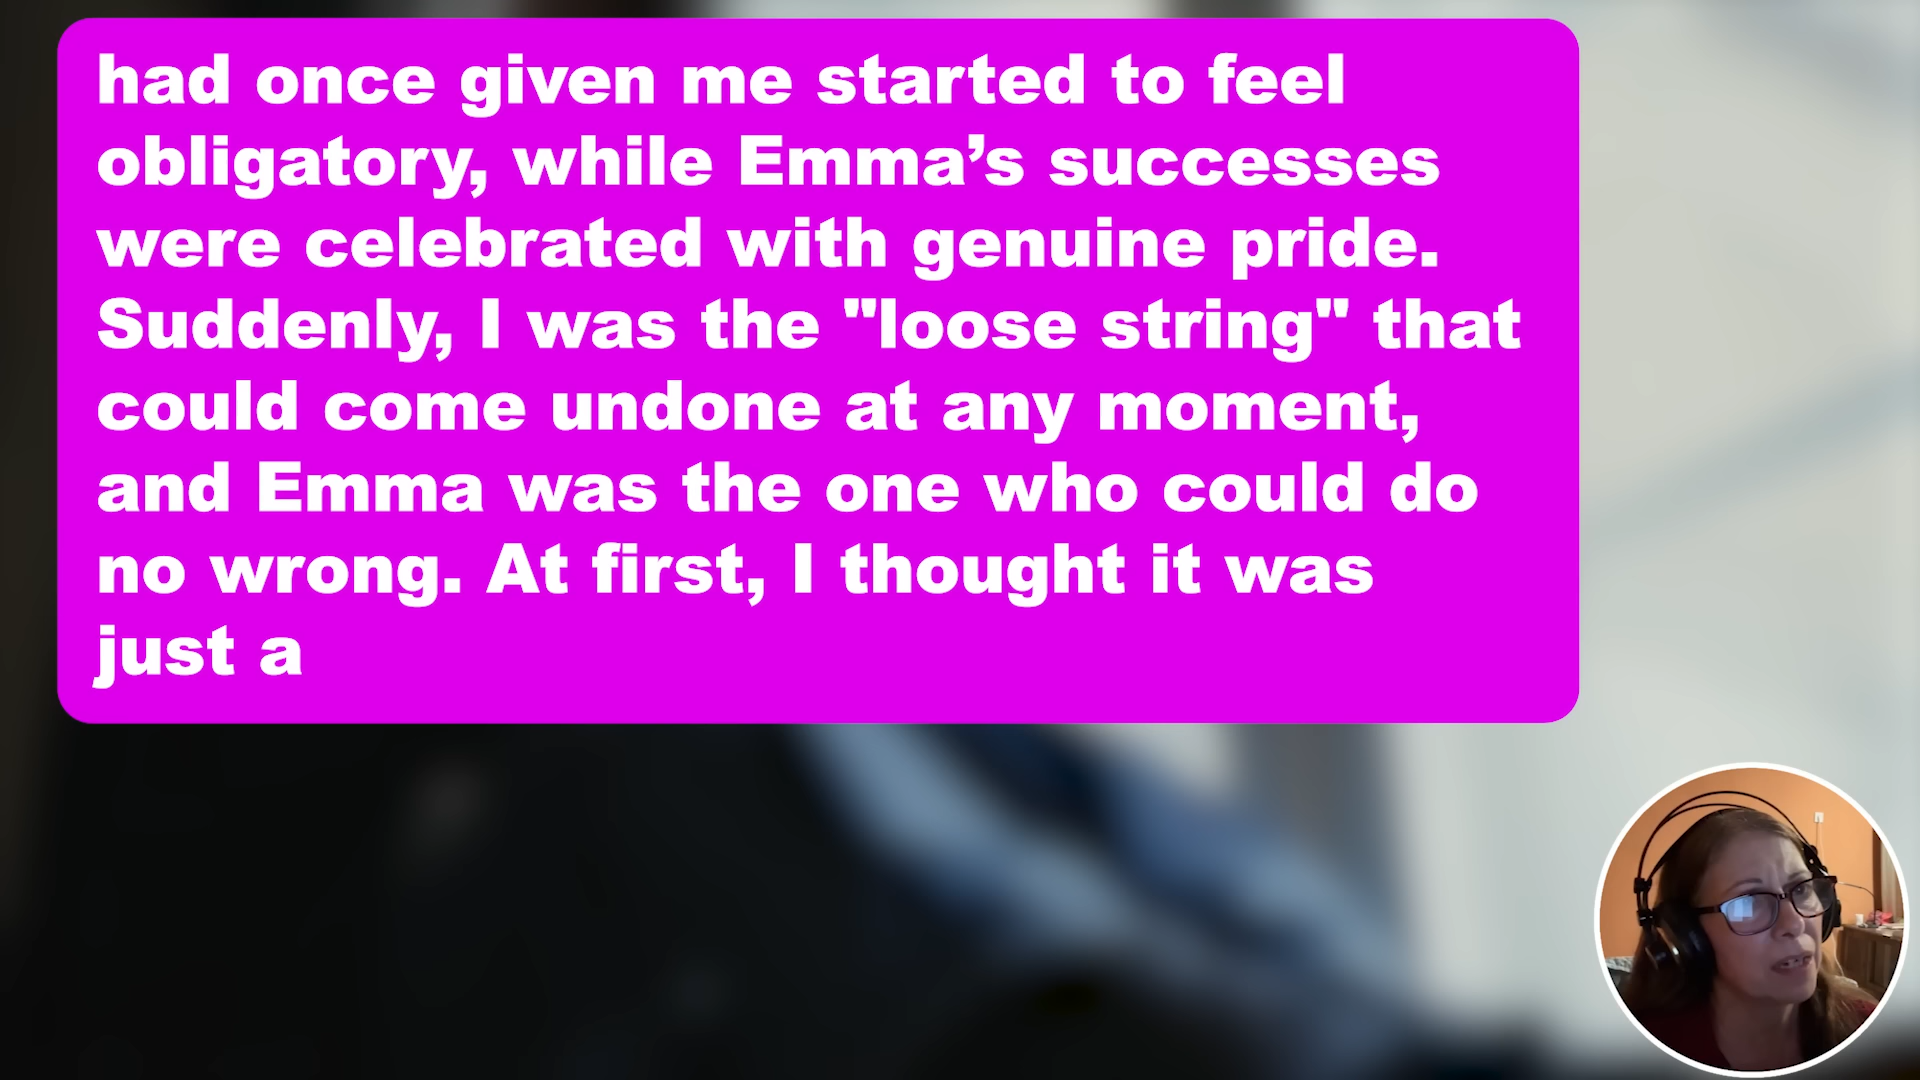 had once given me started to feel
obligatory, while Emma’s successes
were celebrated with genuine pride.
Suddenly, I was the "loose string" that
could come undone at any moment,
and Emma was the one who could do
no wrong. At first, I thought it was
just a